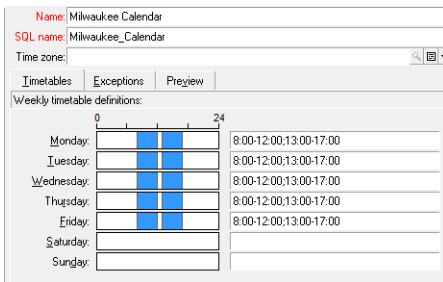 Name: Milwaukee Calendar
SQL name: Milwaukee_Calendar
Time zone:
Timetables Exceptions Preview
Weekly timetable definitions:
0 24
Monday: 8:00-12:00;13:00-17:00
Tuesday: 8:00-12:00;13:00-17:00
Wednesday: 8:00-12:00;13:00-17:00
Thursday: 8:00-12:00;13:00-17:00
Friday: 8:00-12:00;13:00-17:00
Saturday:
Sunday: